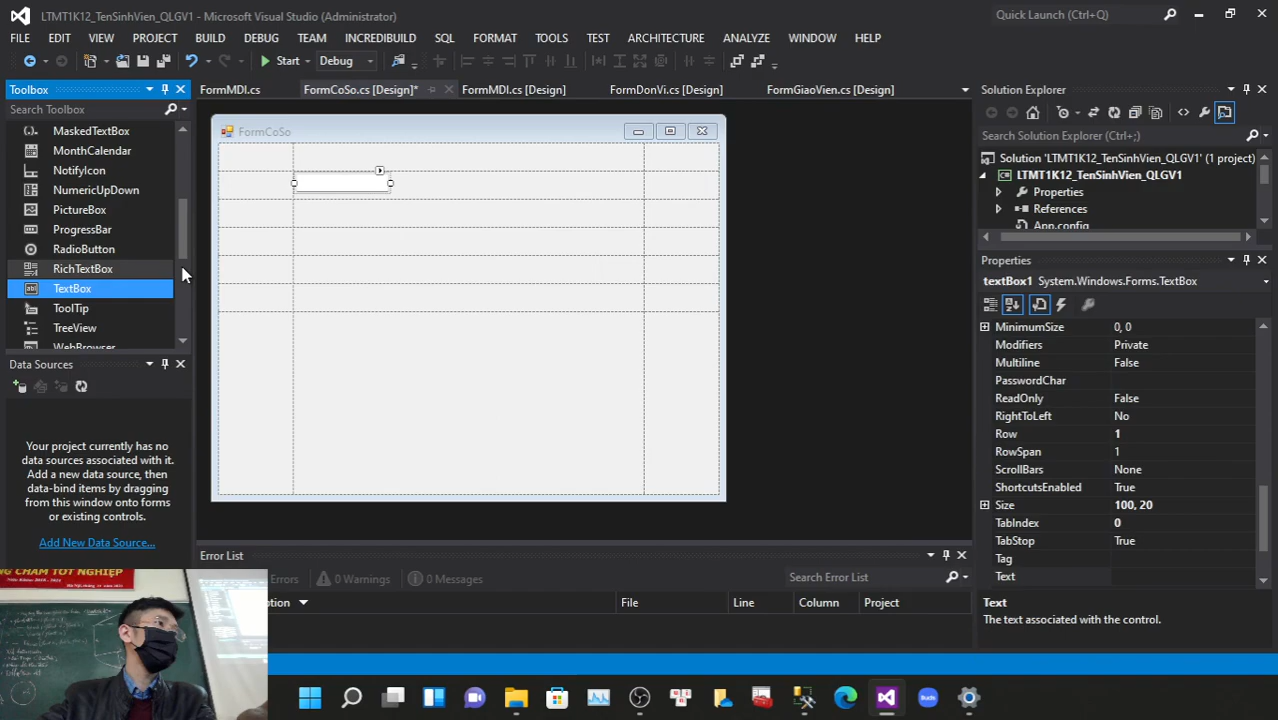 LTMT1K12_TenSinhVien_QLGV1 - Microsoft Visual Studio (Administrator)
Quick Launch (Ctrl+Q)
FILE EDIT VIEW PROJECT BUILD DEBUG TEAM INCREDIBUILD SQL FORMAT TOOLS TEST ARCHITECTURE ANALYZE WINDOW HELP
Start Debug
Toolbox
FormMDI.cs FormCoSo.cs [Design]* FormMDI.cs [Design] FormDonVi.cs [Design] FormGiaoVien.cs [Design]
Solution Explorer
Search Toolbox
MaskedTextBox
MonthCalendar
NotifyIcon
NumericUpDown
PictureBox
ProgressBar
RadioButton
RichTextBox
TextBox
ToolTip
TreeView
WebBrowser
FormCoSo
Search Solution Explorer (Ctrl+;)
Solution 'LTMT1K12_TenSinhVien_QLGV1' (1 project)
LTMT1K12_TenSinhVien_QLGV1
Properties
References
App.config
Properties
textBox1 System.Windows.Forms.TextBox
MinimumSize 0, 0
Modifiers Private
Multiline False
PasswordChar
ReadOnly False
RightToLeft No
Row 1
RowSpan 1
ScrollBars None
ShortcutsEnabled True
Size 100, 20
TabIndex 0
TabStop True
Tag
Text
Text
The text associated with the control.
Data Sources
Your project currently has no
data sources associated with it.
Add a new data source, then
data-bind items by dragging
from this window onto forms
or existing controls.
Add New Data Source...
Error List
Errors 0 Warnings 0 Messages
Search Error List
File Line Column Project
NG CHẤM TỐT NGHIỆP
Buds